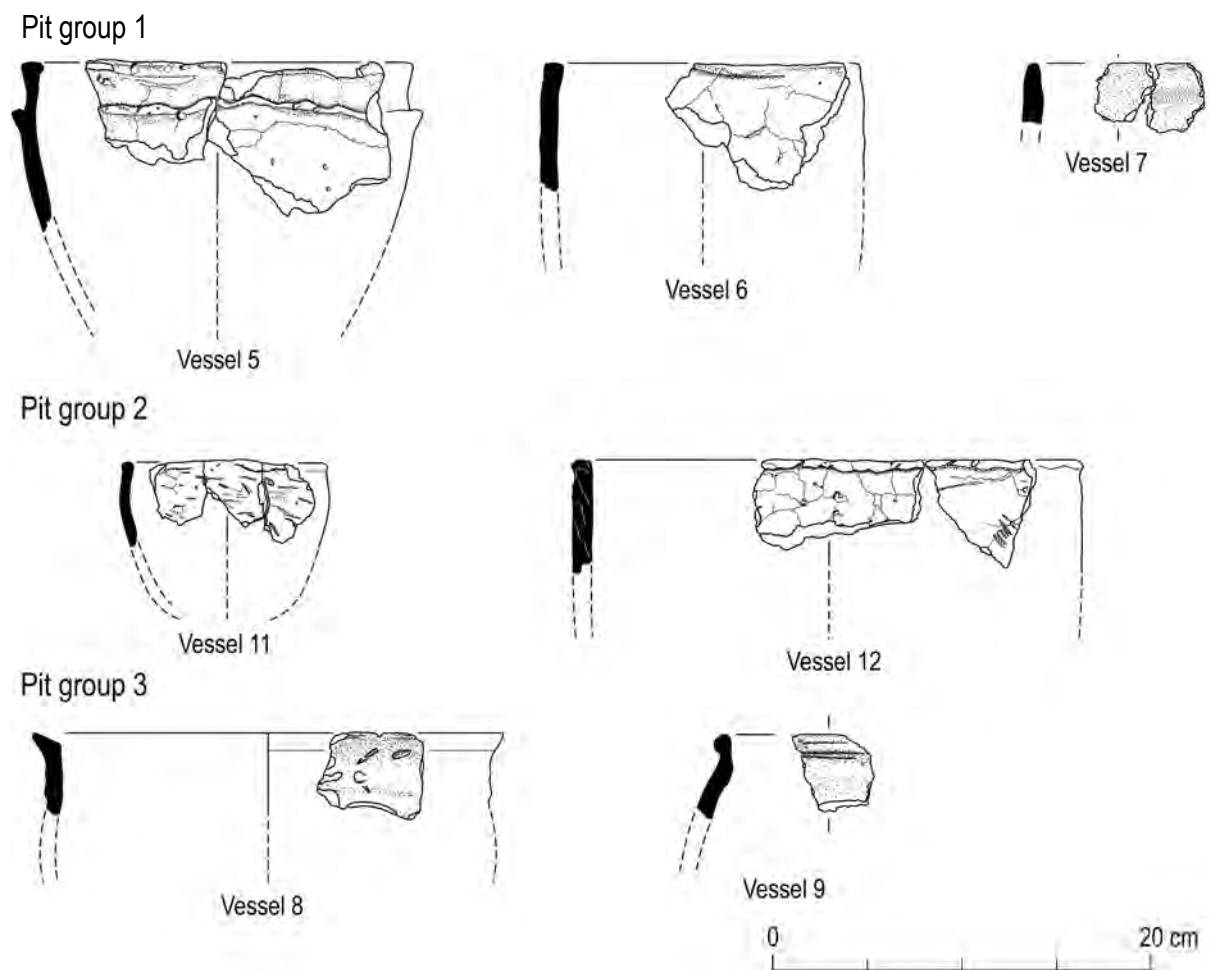 Pit group 1
Vessel 5
Vessel 6
Vessel 7
Pit group 2
Vessel 11
Vessel 12
Pit group 3
Vessel 8
Vessel 9
0 20 cm